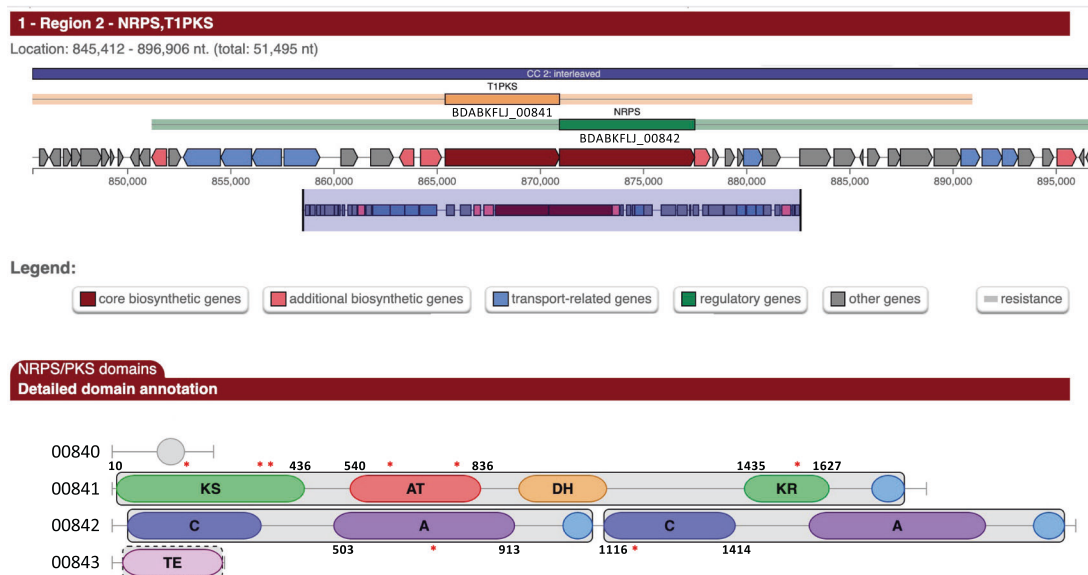 1 - Region 2 - NRPS,T1PKS
Location: 845,412 - 896,906 nt. (total: 51,495 nt)
CC 2: interleaved
T1PKS
BDABKFLJ_00841
NRPS
BDABKFLJ_00842
850,000 855,000 860,000 865,000 870,000 875,000 880,000 885,000 890,000 895,000
Legend:
core biosynthetic genes additional biosynthetic genes transport-related genes regulatory genes other genes resistance
NRPS/PKS domains
Detailed domain annotation
00840
10 * * * 436 540 * * 836 1435 * 1627
00841 KS AT DH KR
00842 C A C A
503 * 913 1116 * 1414
00843 TE